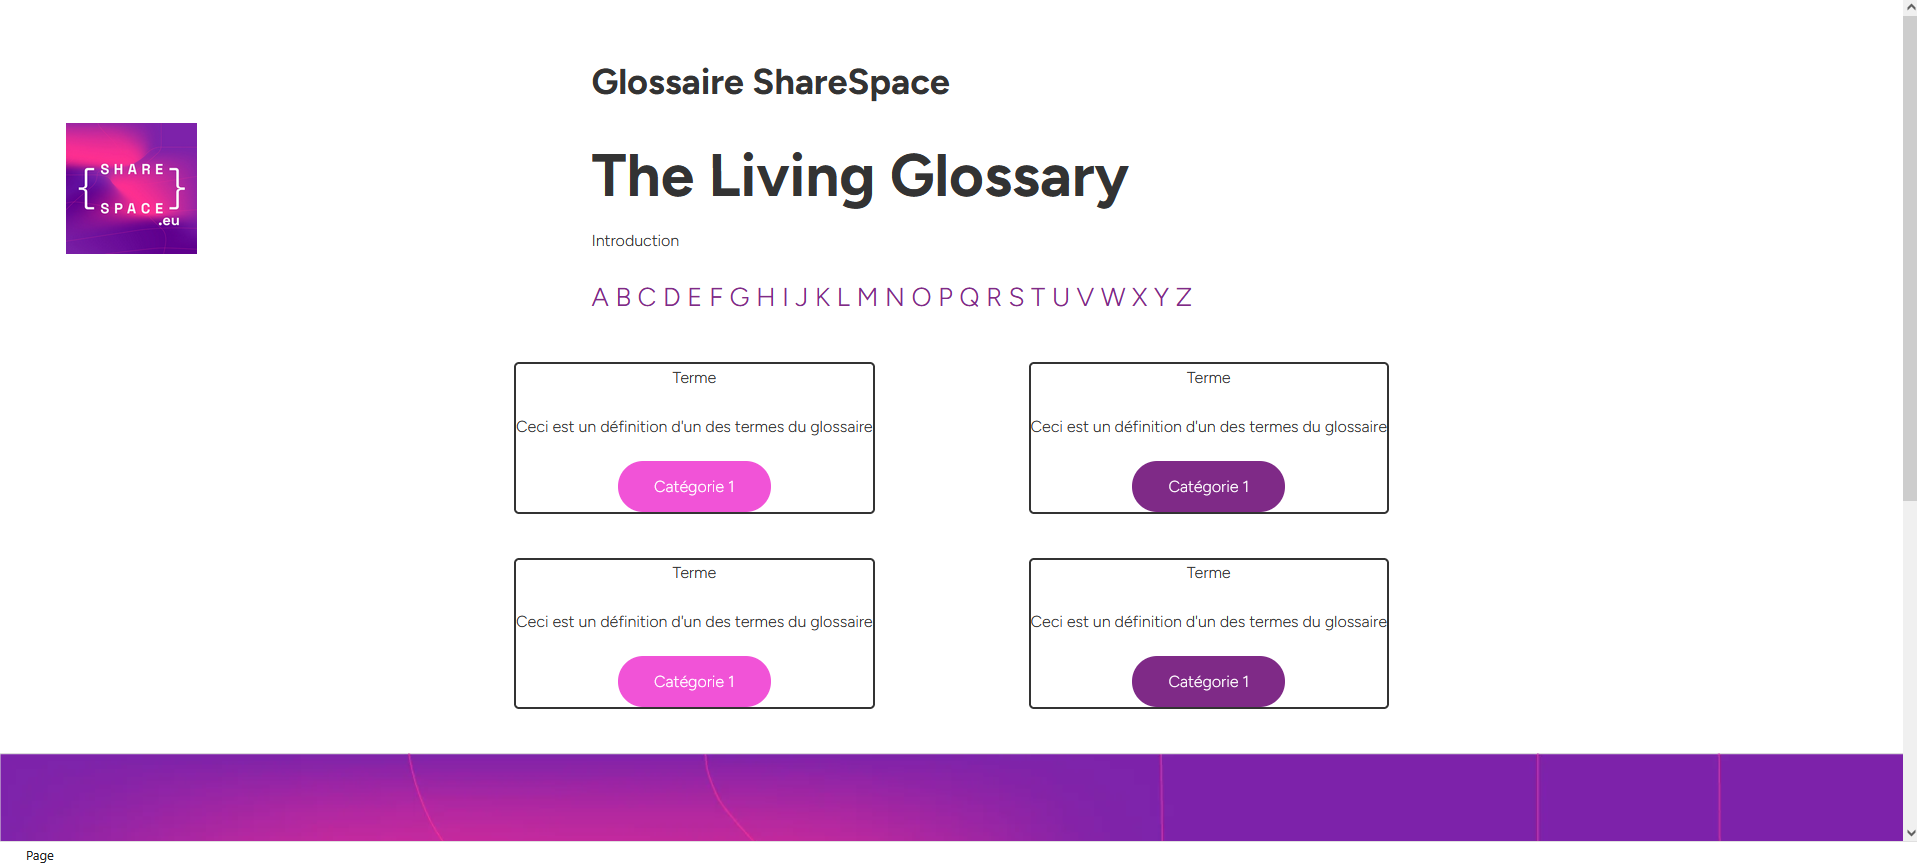 Glossaire ShareSpace
{ SHARE
SPACE }
.eu
The Living Glossary
Introduction
A B C D E F G H I J K L M N O P Q R S T U V W X Y Z
Terme
Ceci est un définition d'un des termes du glossaire
Catégorie 1
Terme
Ceci est un définition d'un des termes du glossaire
Catégorie 1
Terme
Ceci est un définition d'un des termes du glossaire
Catégorie 1
Terme
Ceci est un définition d'un des termes du glossaire
Catégorie 1
Page